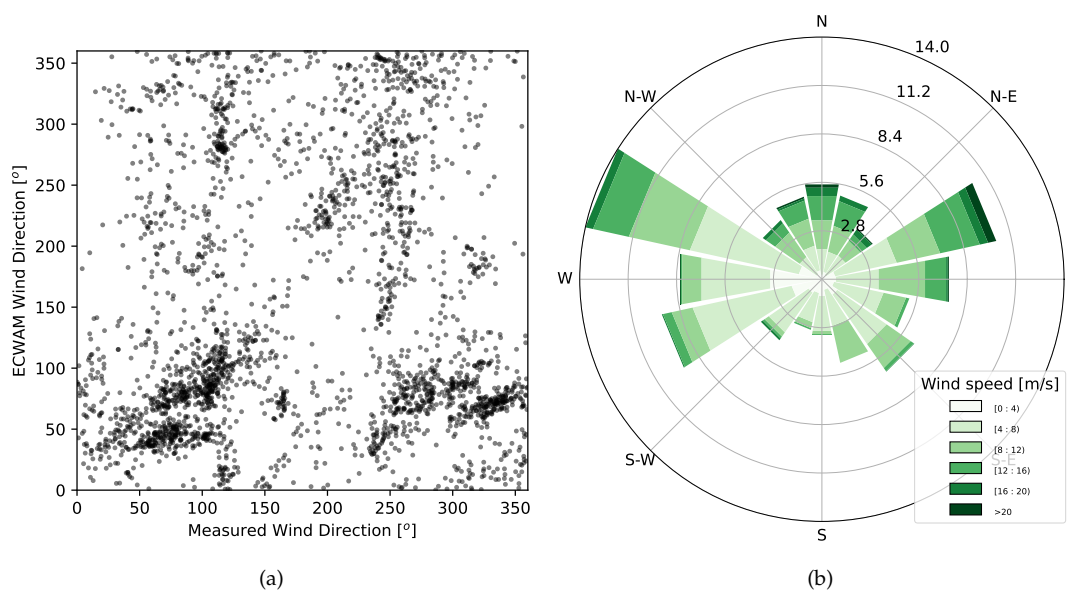 350
300
250
200
150
100
50
0
0 50 100 150 200 250 300 350
ECWAM Wind Direction [°]
Measured Wind Direction [°]
(a)
N
14.0
N-W
11.2
N-E
8.4
5.6
2.8
W
S-W
S-E
S
Wind speed [m/s]
[0 : 4)
[4 : 8)
[8 : 12)
[12 : 16)
[16 : 20)
>20
(b)